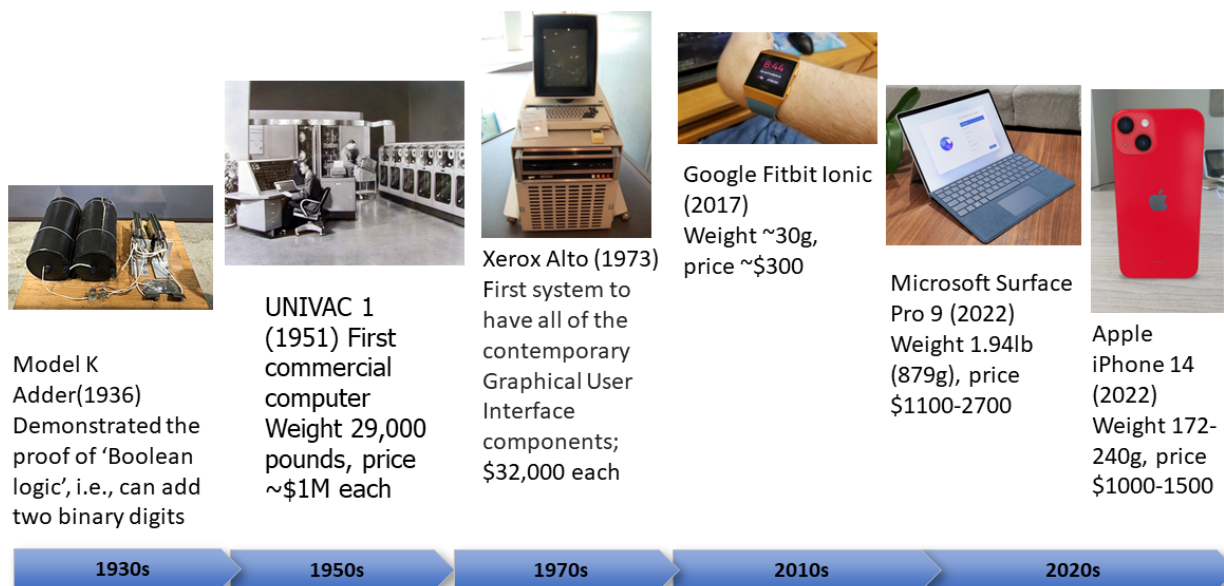 Model K
Adder(1936)
Demonstrated the
proof of ‘Boolean
logic’, i.e., can add
two binary digits
UNIVAC 1
(1951) First
commercial
computer
Weight 29,000
pounds, price
~$1M each
Xerox Alto (1973)
First system to
have all of the
contemporary
Graphical User
Interface
components;
$32,000 each
8:44
Google Fitbit Ionic
(2017)
Weight ~30g,
price ~$300
Microsoft Surface
Pro 9 (2022)
Weight 1.94lb
(879g), price
$1100-2700
Apple
iPhone 14
(2022)
Weight 172-
240g, price
$1000-1500
1930s
1950s
1970s
2010s
2020s